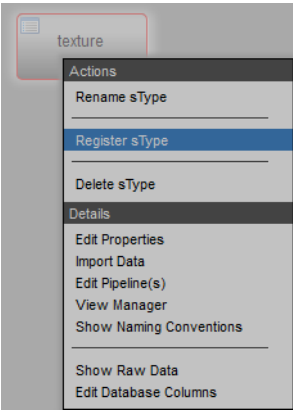 texture
Actions
Rename sType
Register sType
Delete sType
Details
Edit Properties
Import Data
Edit Pipeline(s)
View Manager
Show Naming Conventions
Show Raw Data
Edit Database Columns